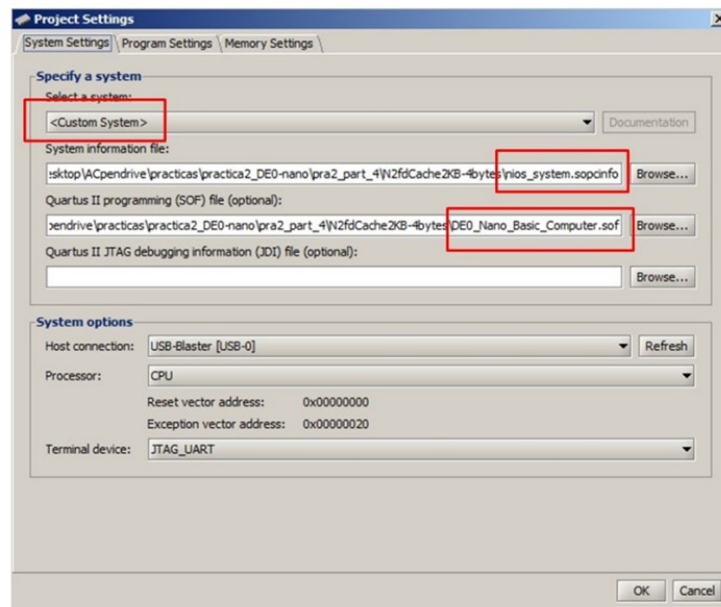 Project Settings
System Settings Program Settings Memory Settings
Specify a system
Select a system:
<Custom System> Documentation
System information file:
:sktop\ACpendrive\practicas\practica2_DE0-nano\pra2_part_4\N2fdCache2KB-4bytes\nios_system.sopcinfo Browse...
Quartus II programming (SOF) file (optional):
pendrive\practicas\practica2_DE0-nano\pra2_part_4\N2fdCache2KB-4bytes\DE0_Nano_Basic_Computer.sof Browse...
Quartus II JTAG debugging information (JDI) file (optional):
Browse...
System options
Host connection: USB-Blaster [USB-0] Refresh
Processor: CPU
Reset vector address: 0x00000000
Exception vector address: 0x00000020
Terminal device: JTAG_UART
OK Cancel